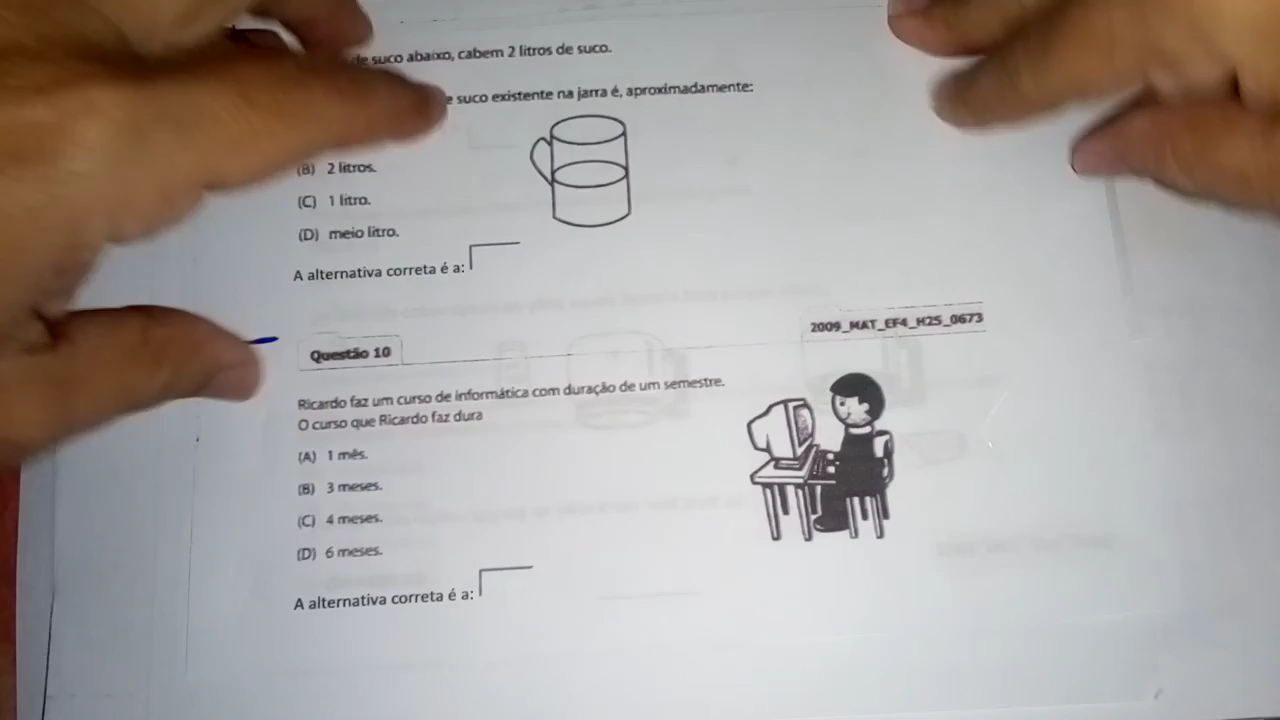 de suco abaixo, cabem 2 litros de suco.
suco existente na jarra é, aproximadamente:
(B) 2 litros.
(C) 1 litro.
(D) meio litro.
A alternativa correta é a:
2009_MAT_EF4_H25_0673
Questão 10
Ricardo faz um curso de informática com duração de um semestre.
O curso que Ricardo faz dura
(A) 1 mês.
(B) 3 meses.
(C) 4 meses.
(D) 6 meses.
A alternativa correta é a: